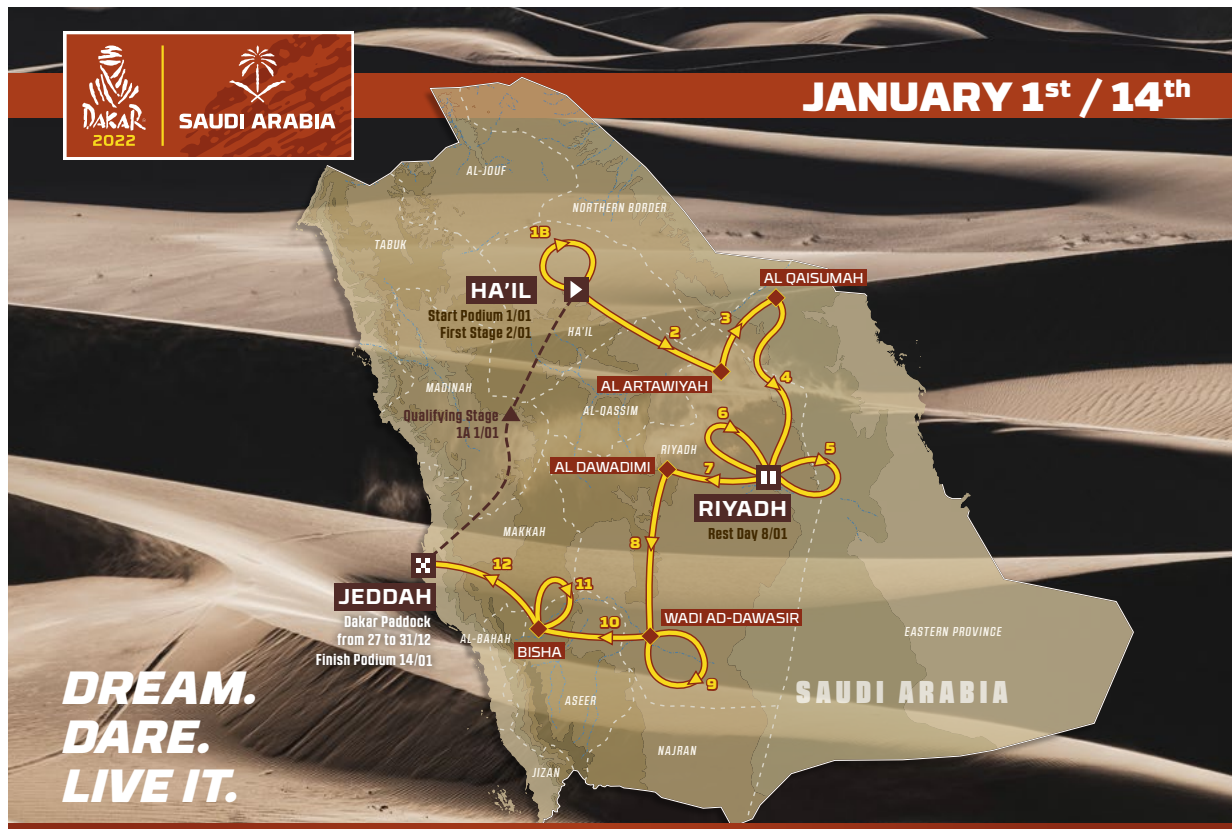 DAKAR
2022
SAUDI ARABIA
JANUARY 1st / 14th
AL-JOUF
NORTHERN BORDER
TABUK
1B
AL QAISUMAH
HA'IL
Start Podium 1/01
First Stage 2/01
HA'IL
2
3
AL ARTAWIYAH
4
MADINAH
Qualifying Stage
1A 1/01
AL-QASSIM
6
5
RIYADH
AL DAWADIMI
7
RIYADH
Rest Day 8/01
MAKKAH
8
12
11
JEDDAH
Dakar Paddock
from 27 to 31/12
Finish Podium 14/01
AL-BAHAH
BISHA
10
WADI AD-DAWASIR
9
EASTERN PROVINCE
SAUDI ARABIA
ASEER
NAJRAN
JIZAN
DREAM.
DARE.
LIVE IT.